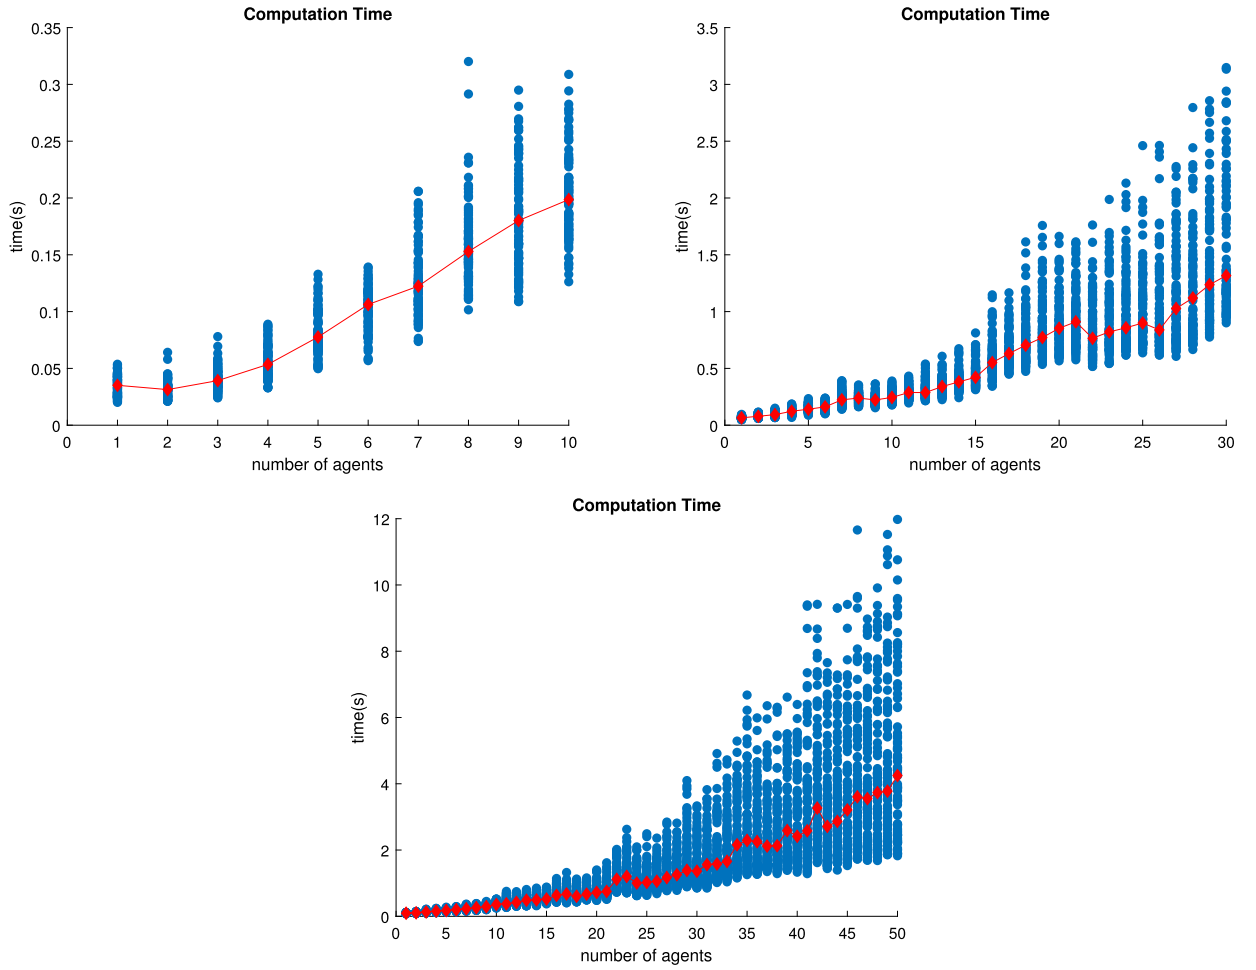 Computation Time
0.35
0.3
0.25
0.2
0.15
0.1
0.05
0
time(s)
0 1 2 3 4 5 6 7 8 9 10
number of agents
Computation Time
3.5
3
2.5
2
1.5
1
0.5
0
time(s)
0 5 10 15 20 25 30
number of agents
Computation Time
12
10
8
6
4
2
0
time(s)
0 5 10 15 20 25 30 35 40 45 50
number of agents